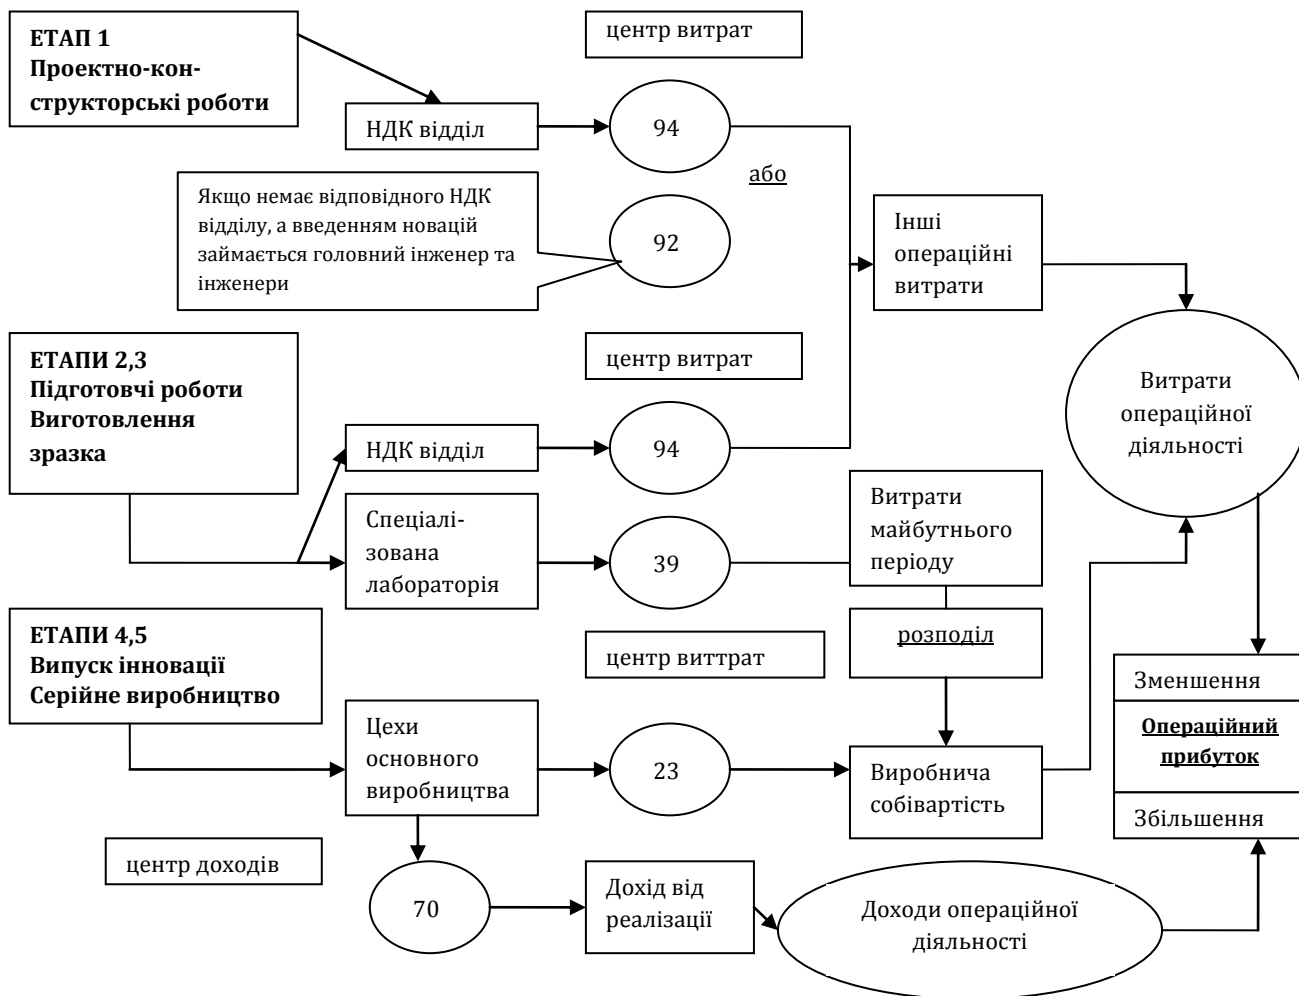 ЕТАП 1
Проектно-кон-
структорські роботи
центр витрат
НДК відділ
94
або
Якщо немає відповідного НДК
відділу, а введенням новацій
займається головний інженер та
інженери
92
Інші
операційні
витрати
ЕТАПИ 2,3
Підготовчі роботи
Виготовлення
зразка
центр витрат
Витрати
операційної
діяльності
НДК відділ
94
Спеціалі-
зована
лабораторія
39
Витрати
майбутнього
періоду
ЕТАПИ 4,5
Випуск інновації
Серійне виробництво
центр виттрат
розподіл
Зменшення
Операційний
прибуток
Збільшення
Цехи
основного
виробництва
23
Виробнича
собівартість
центр доходів
70
Дохід від
реалізації
Доходи операційної
діяльності